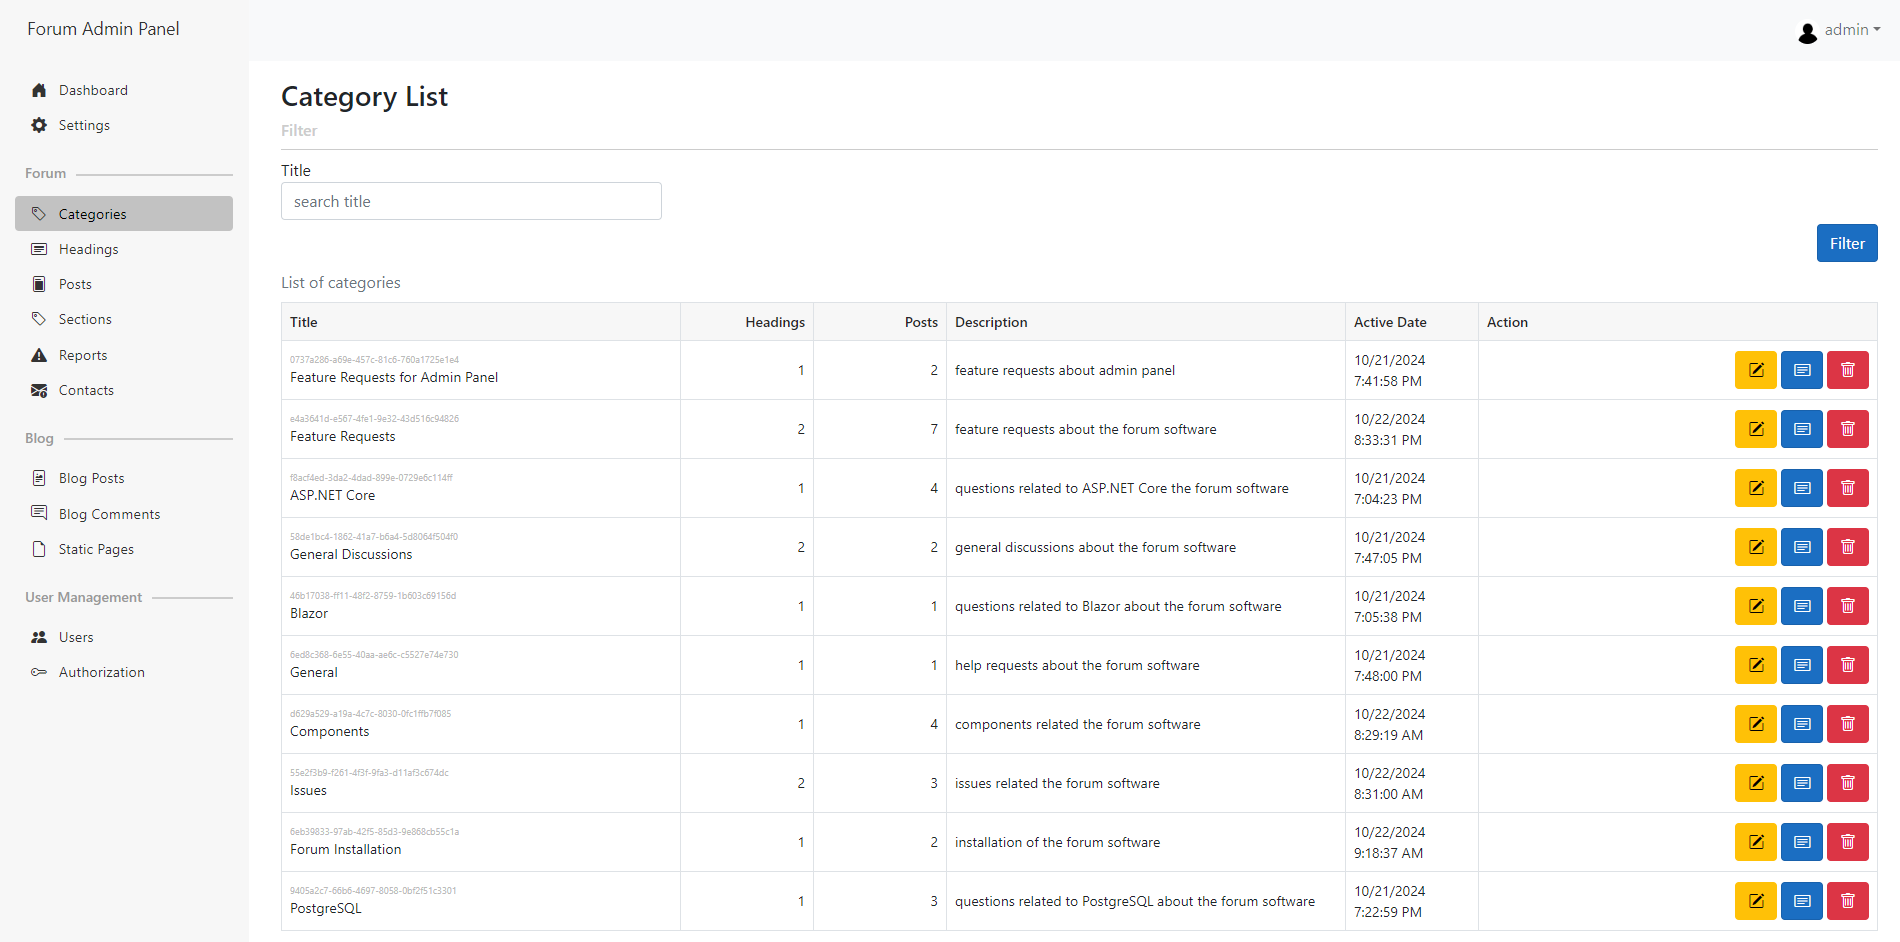 Forum Admin Panel
admin
Dashboard
Settings
Forum
Categories
Headings
Posts
Sections
Reports
Contacts
Blog
Blog Posts
Blog Comments
Static Pages
User Management
Users
Authorization
Category List
Filter
Title
search title
Filter
List of categories
Title Headings Posts Description Active Date Action
0737a286-a69e-457c-81c6-760a1725e1e4
Feature Requests for Admin Panel 1 2 feature requests about admin panel 10/21/2024
7:41:58 PM
e4a3641d-e567-4fe1-9e32-43d516c94826
Feature Requests 2 7 feature requests about the forum software 10/22/2024
8:33:31 PM
f8acf4ed-3da2-4dad-899e-0729e6c114ff
ASP.NET Core 1 4 questions related to ASP.NET Core the forum software 10/21/2024
7:04:23 PM
58de1bc4-1862-41a7-b6a4-5d8064f504f0
General Discussions 2 2 general discussions about the forum software 10/21/2024
7:47:05 PM
46b17038-ff11-48f2-8759-1b603c69156d
Blazor 1 1 questions related to Blazor about the forum software 10/21/2024
7:05:38 PM
6ed8c368-6e55-40aa-ae6c-c5527e74e730
General 1 1 help requests about the forum software 10/21/2024
7:48:00 PM
d629a529-a19a-4c7c-8030-0fc1ffb7f085
Components 1 4 components related the forum software 10/22/2024
8:29:19 AM
55e2f3b9-f261-4f3f-9fa3-d11af3c674dc
Issues 2 3 issues related the forum software 10/22/2024
8:31:00 AM
6eb39833-97ab-42f5-85d3-9e868cb55c1a
Forum Installation 1 2 installation of the forum software 10/22/2024
9:18:37 AM
9405a2c7-66b6-4697-8058-0bf2f51c3301
PostgreSQL 1 3 questions related to PostgreSQL about the forum software 10/21/2024
7:22:59 PM